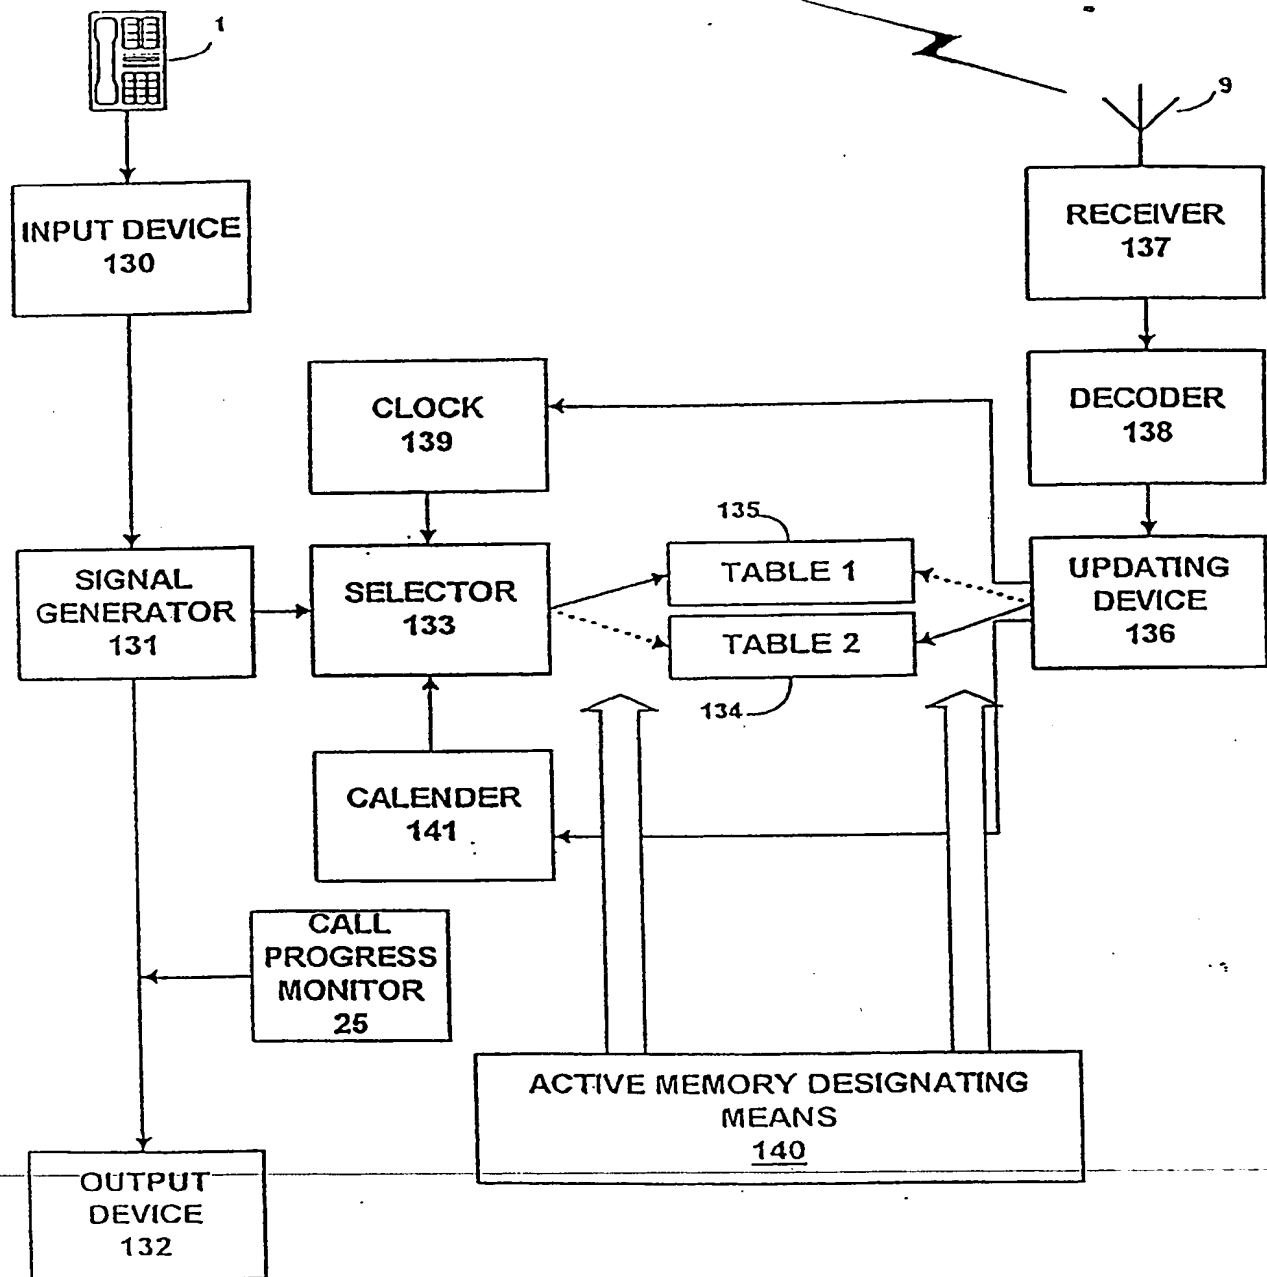 1
9
INPUT DEVICE
130
RECEIVER
137
CLOCK
139
DECODER
138
SIGNAL
GENERATOR
131
SELECTOR
133
135
TABLE 1
TABLE 2
134
UPDATING
DEVICE
136
CALENDER
141
CALL
PROGRESS
MONITOR
25
ACTIVE MEMORY DESIGNATING
MEANS
140
OUTPUT
DEVICE
132